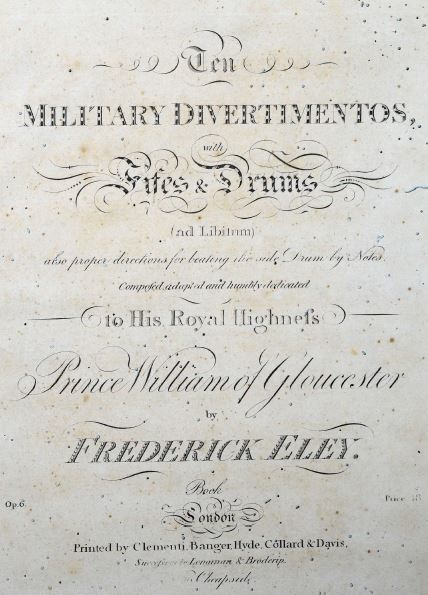 Ten
MILITARY DIVERTIMENTOS,
with
Fifes & Drums
(ad Libitum)
also proper directions for beating the side Drum by Notes.
Composed, adapted and humbly dedicated
to His Royal Highneſs
Prince William of Gloucester
by
FREDERICK ELEY.
Book
Op.6. London Price
Printed by Clementi, Banger, Hyde, Collard & Davis,
Succeſsors to Longman & Broderip.
Cheapside.